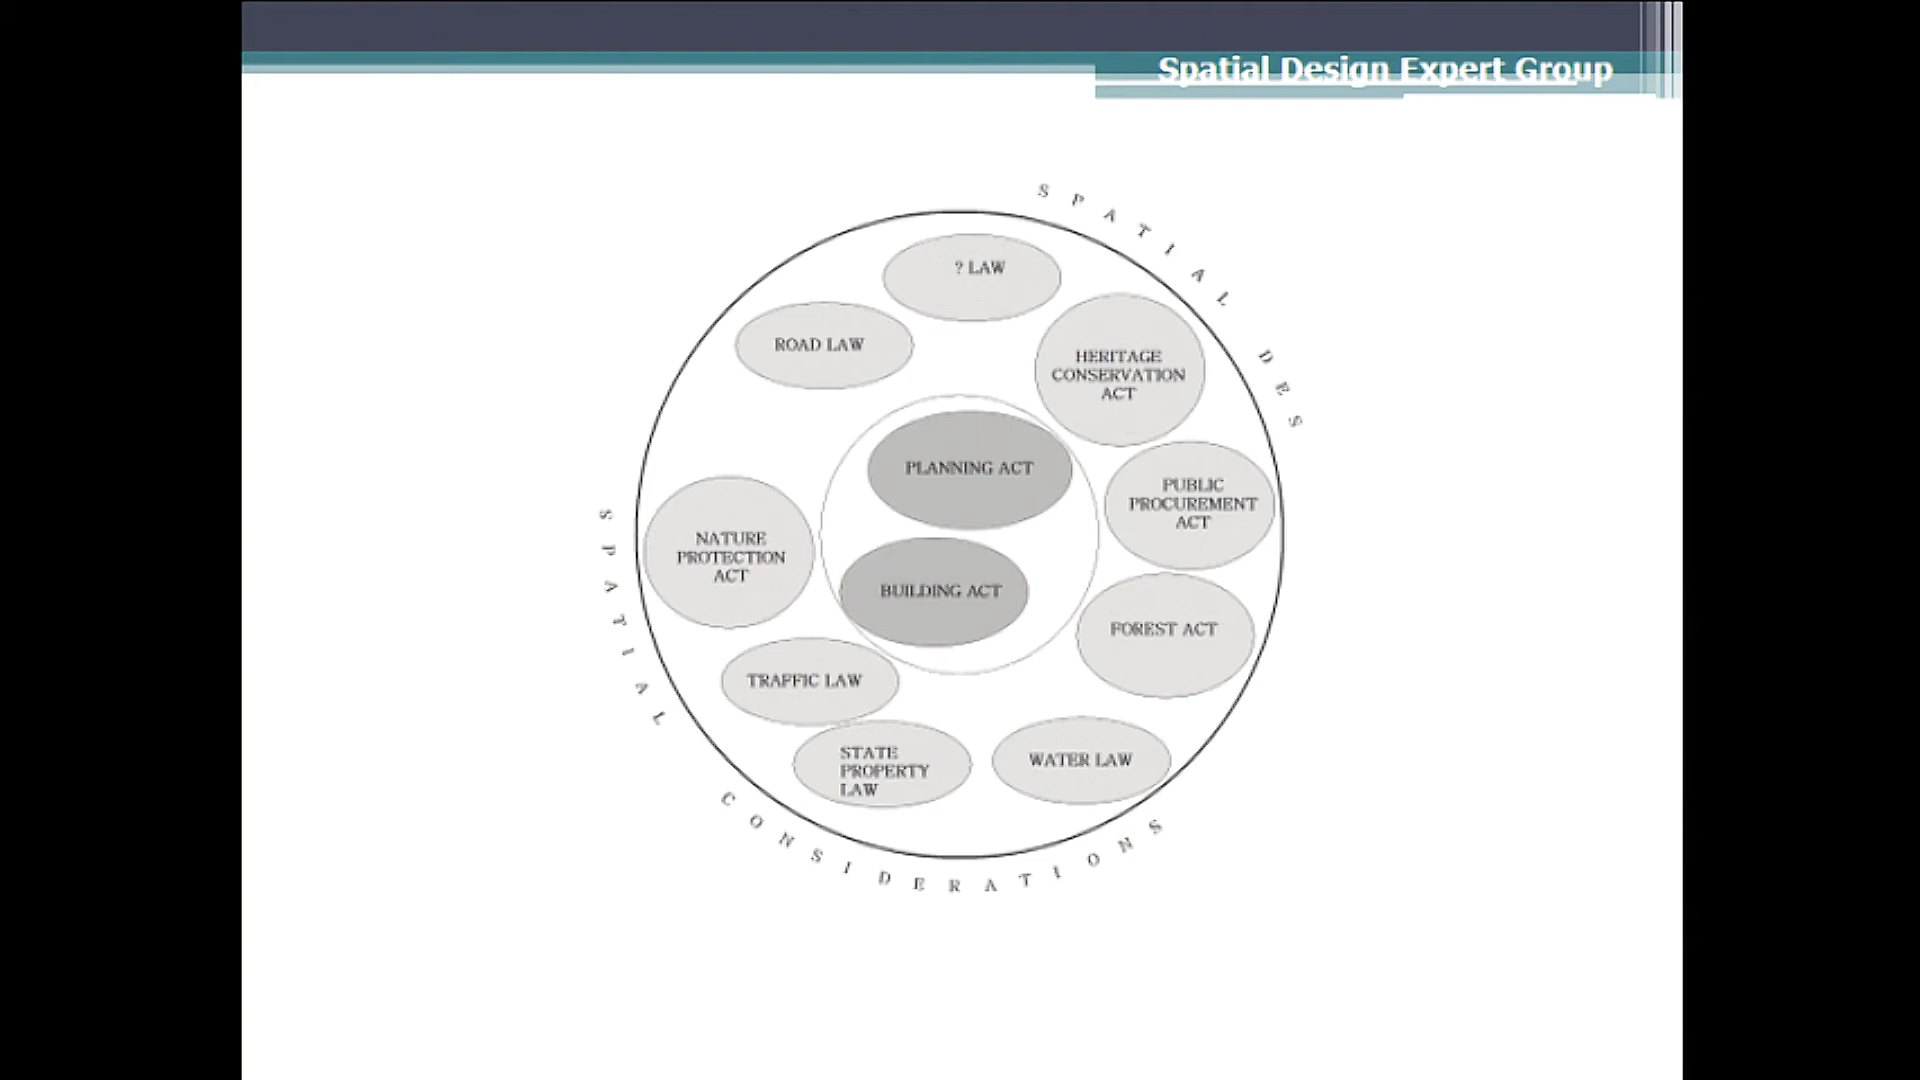 Spatial Design Expert Group
SPATIAL DES
? LAW
ROAD LAW
HERITAGE
CONSERVATION
ACT
PLANNING ACT
PUBLIC
PROCUREMENT
ACT
NATURE
PROTECTION
ACT
BUILDING ACT
FOREST ACT
TRAFFIC LAW
STATE
PROPERTY
LAW
WATER LAW
SPATIAL
CONSIDERATIONS